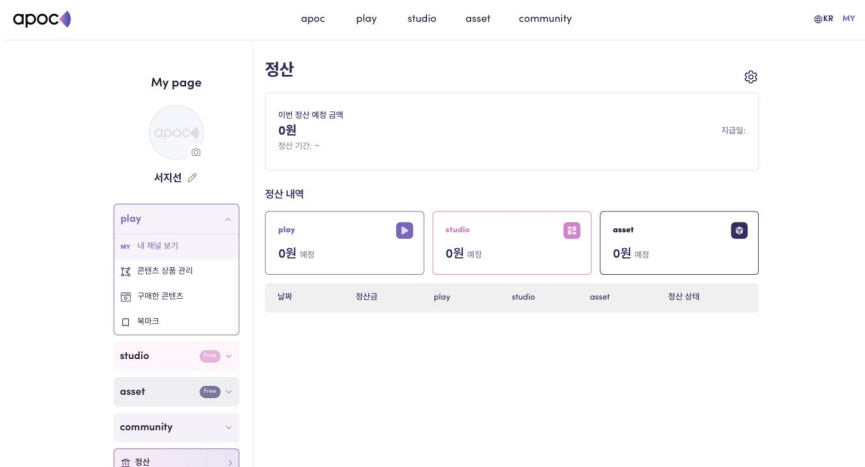 apoc
apoc play studio asset community
KR MY
My page
apoc
서지선
play
MY 내 채널 보기
콘텐츠 상품 관리
구매한 콘텐츠
북마크
studio Free
asset Free
community
정산
정산
이번 정산 예정 금액
0원
정산 기간: ~
지급일:
정산 내역
play
0원 예정
studio
0원 예정
asset
0원 예정
날짜 정산금 play studio asset 정산 상태